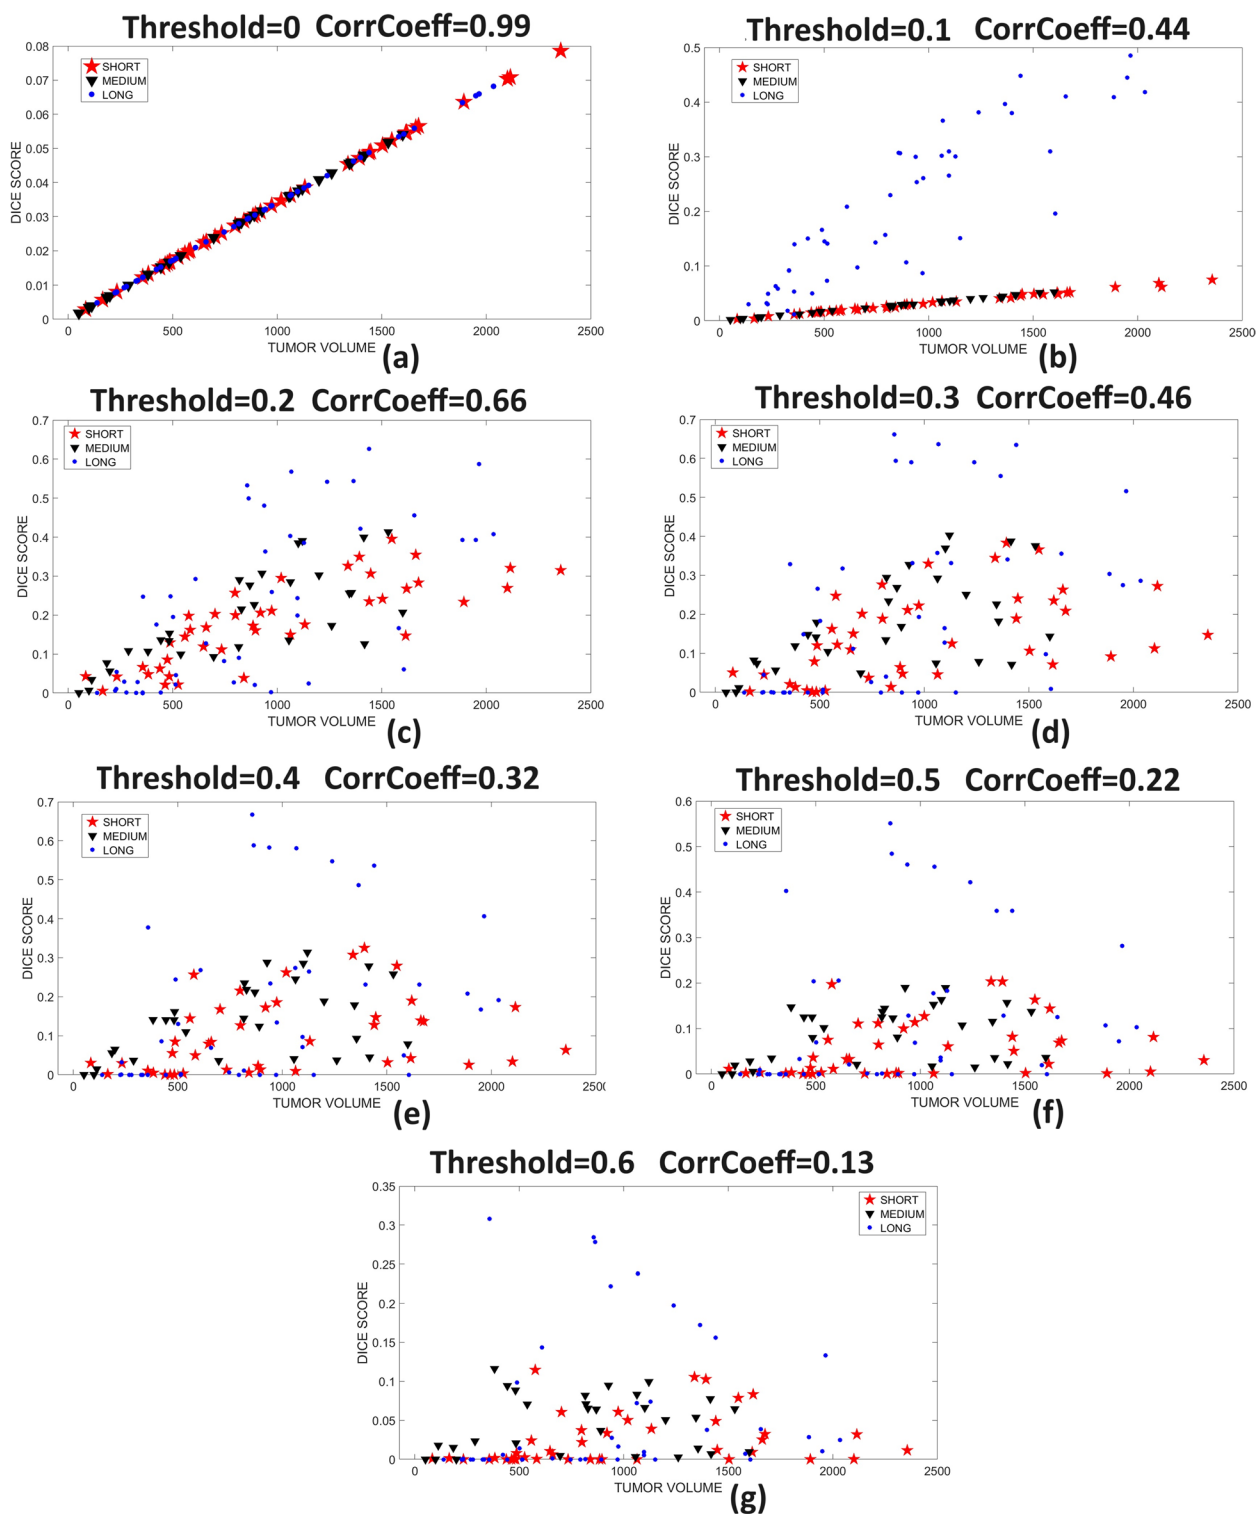 Threshold=0 CorrCoeff=0.99
0.08
0.07
0.06
0.05
0.04
0.03
0.02
0.01
0
DICE SCORE
SHORT
MEDIUM
LONG
0 500 1000 1500 2000 2500
TUMOR VOLUME
(a)
Threshold=0.1 CorrCoeff=0.44
0.5
0.4
0.3
0.2
0.1
0
DICE SCORE
SHORT
MEDIUM
LONG
0 500 1000 1500 2000 2500
TUMOR VOLUME
(b)
Threshold=0.2 CorrCoeff=0.66
0.7
0.6
0.5
0.4
0.3
0.2
0.1
0
DICE SCORE
SHORT
MEDIUM
LONG
0 500 1000 1500 2000 2500
TUMOR VOLUME
(c)
Threshold=0.3 CorrCoeff=0.46
0.7
0.6
0.5
0.4
0.3
0.2
0.1
0
DICE SCORE
SHORT
MEDIUM
LONG
0 500 1000 1500 2000 2500
TUMOR VOLUME
(d)
Threshold=0.4 CorrCoeff=0.32
0.7
0.6
0.5
0.4
0.3
0.2
0.1
0
DICE SCORE
SHORT
MEDIUM
LONG
0 500 1000 1500 2000 2500
TUMOR VOLUME
(e)
Threshold=0.5 CorrCoeff=0.22
0.6
0.5
0.4
0.3
0.2
0.1
0
DICE SCORE
SHORT
MEDIUM
LONG
0 500 1000 1500 2000 2500
TUMOR VOLUME
(f)
Threshold=0.6 CorrCoeff=0.13
0.35
0.3
0.25
0.2
0.15
0.1
0.05
0
DICE SCORE
SHORT
MEDIUM
LONG
0 500 1000 1500 2000 2500
TUMOR VOLUME
(g)